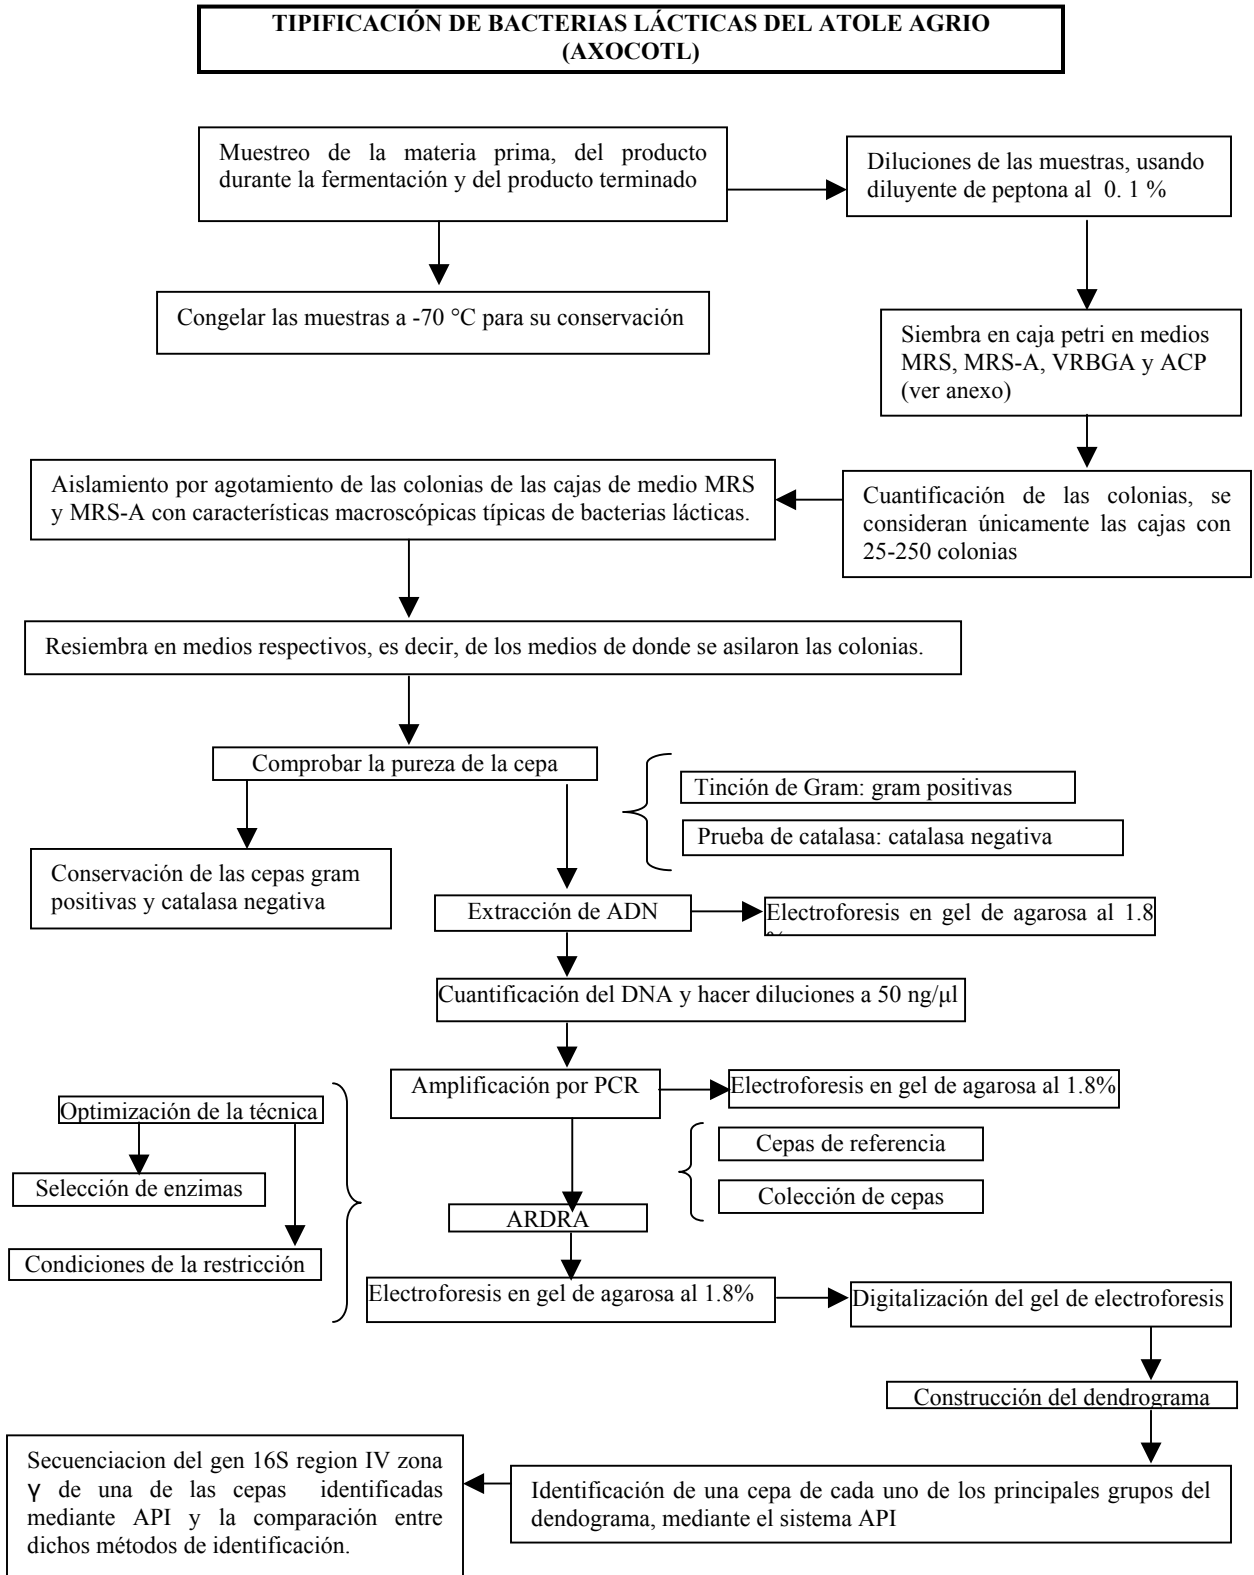 TIPIFICACIÓN DE BACTERIAS LÁCTICAS DEL ATOLE AGRIO
(AXOCOTL)
Muestreo de la materia prima, del producto
durante la fermentación y del producto terminado
Diluciones de las muestras, usando
diluyente de peptona al 0. 1 %
Congelar las muestras a -70 °C para su conservación
Siembra en caja petri en medios
MRS, MRS-A, VRBGA y ACP
(ver anexo)
Aislamiento por agotamiento de las colonias de las cajas de medio MRS
y MRS-A con características macroscópicas típicas de bacterias lácticas.
Cuantificación de las colonias, se
consideran únicamente las cajas con
25-250 colonias
Resiembra en medios respectivos, es decir, de los medios de donde se asilaron las colonias.
Comprobar la pureza de la cepa
Tinción de Gram: gram positivas
Prueba de catalasa: catalasa negativa
Conservación de las cepas gram
positivas y catalasa negativa
Extracción de ADN
Electroforesis en gel de agarosa al 1.8
%
Cuantificación del DNA y hacer diluciones a 50 ng/µl
Amplificación por PCR
Electroforesis en gel de agarosa al 1.8%
Optimización de la técnica
Selección de enzimas
Condiciones de la restricción
Cepas de referencia
Colección de cepas
ARDRA
Electroforesis en gel de agarosa al 1.8%
Digitalización del gel de electroforesis
Construcción del dendrograma
Identificación de una cepa de cada uno de los principales grupos del
dendograma, mediante el sistema API
Secuenciacion del gen 16S region IV zona
γ de una de las cepas identificadas
mediante API y la comparación entre
dichos métodos de identificación.